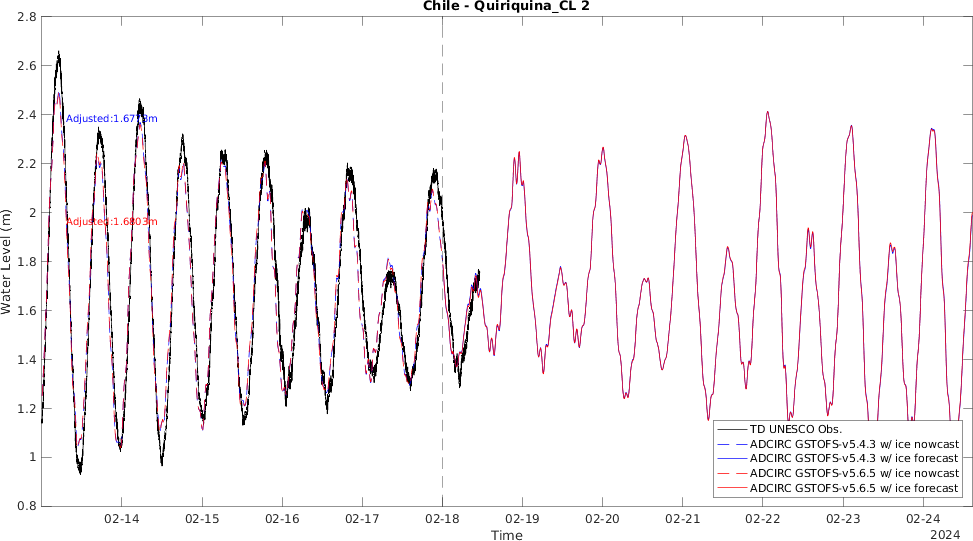 Chile - Quiriquina_CL 2
2.8
2.6
2.4
2.2
2
1.8
1.6
1.4
1.2
1
0.8
Water Level (m)
Adjusted:1.6803m
02-14
02-15
02-16
02-17
02-18
02-19
02-20
02-21
02-22
02-23
02-24
Time
2024
TD UNESCO Obs.
ADCIRC GSTOFS-v5.4.3 w/ ice nowcast
ADCIRC GSTOFS-v5.4.3 w/ ice forecast
ADCIRC GSTOFS-v5.6.5 w/ ice nowcast
ADCIRC GSTOFS-v5.6.5 w/ ice forecast